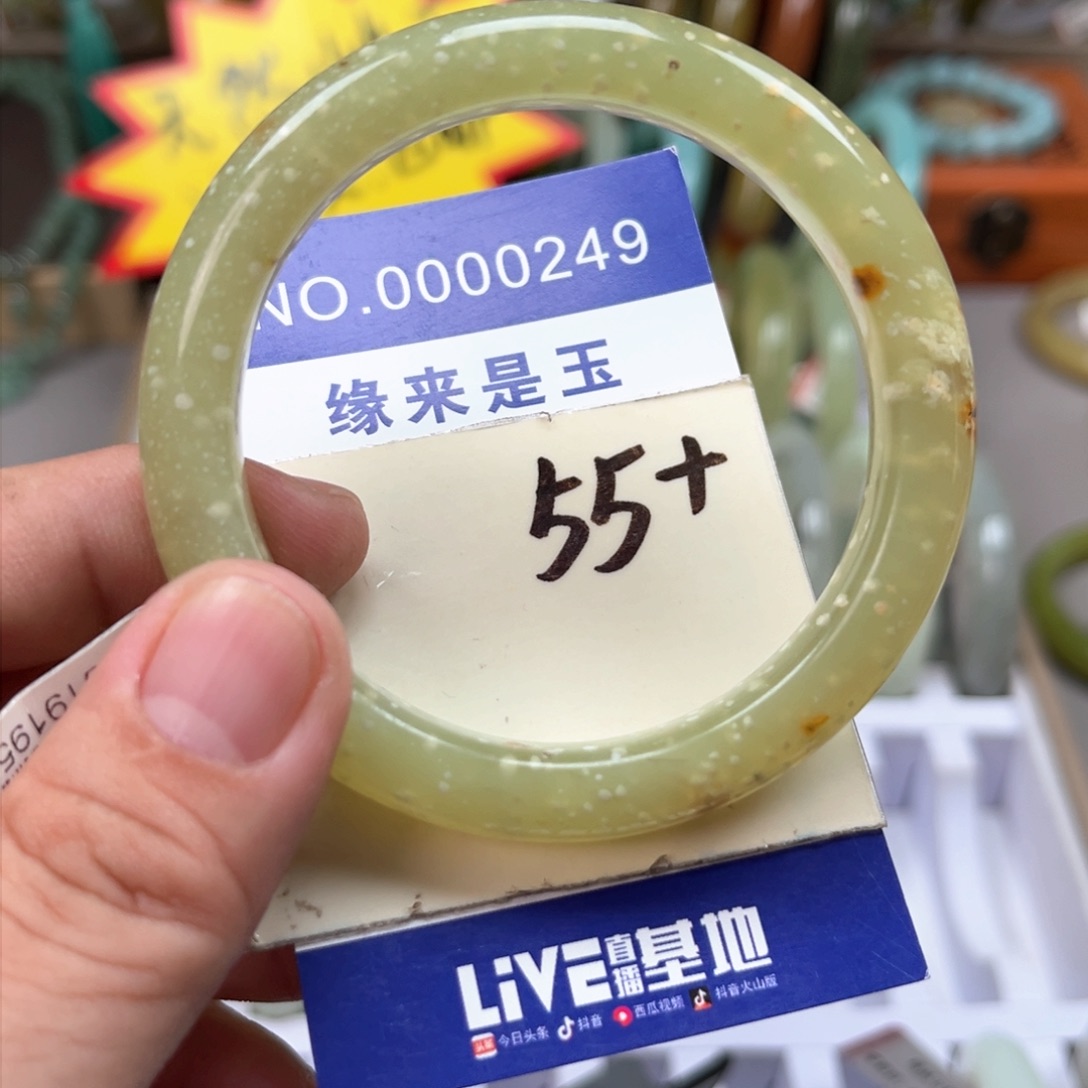 NO.0000249
缘来是玉
55+
LiVE直播基地
今日头条 抖音 西瓜视频 抖音火山版